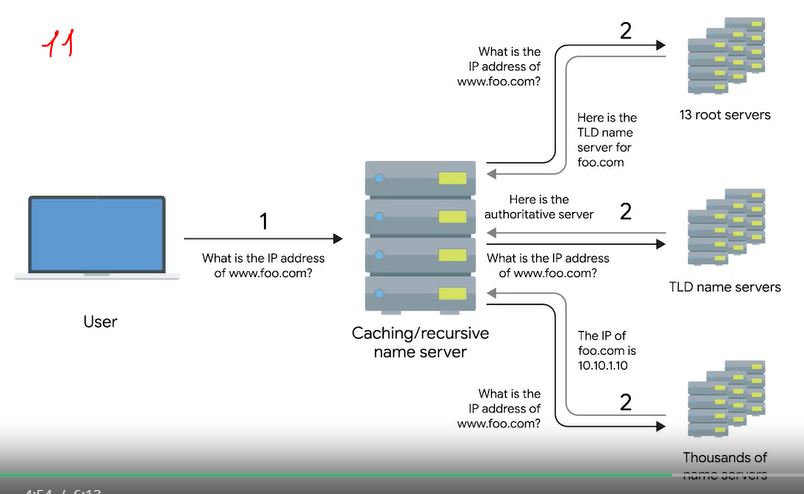 11
2
What is the
IP address of
www.foo.com?
13 root servers
Here is the
TLD name
server for
foo.com
1
What is the IP address
of www.foo.com?
User
Caching/recursive
name server
Here is the
authoritative server
2
What is the IP address
of www.foo.com?
TLD name servers
The IP of
foo.com is
10.10.1.10
2
What is the
IP address of
www.foo.com?
Thousands of
name servers
4:54 / 6:13